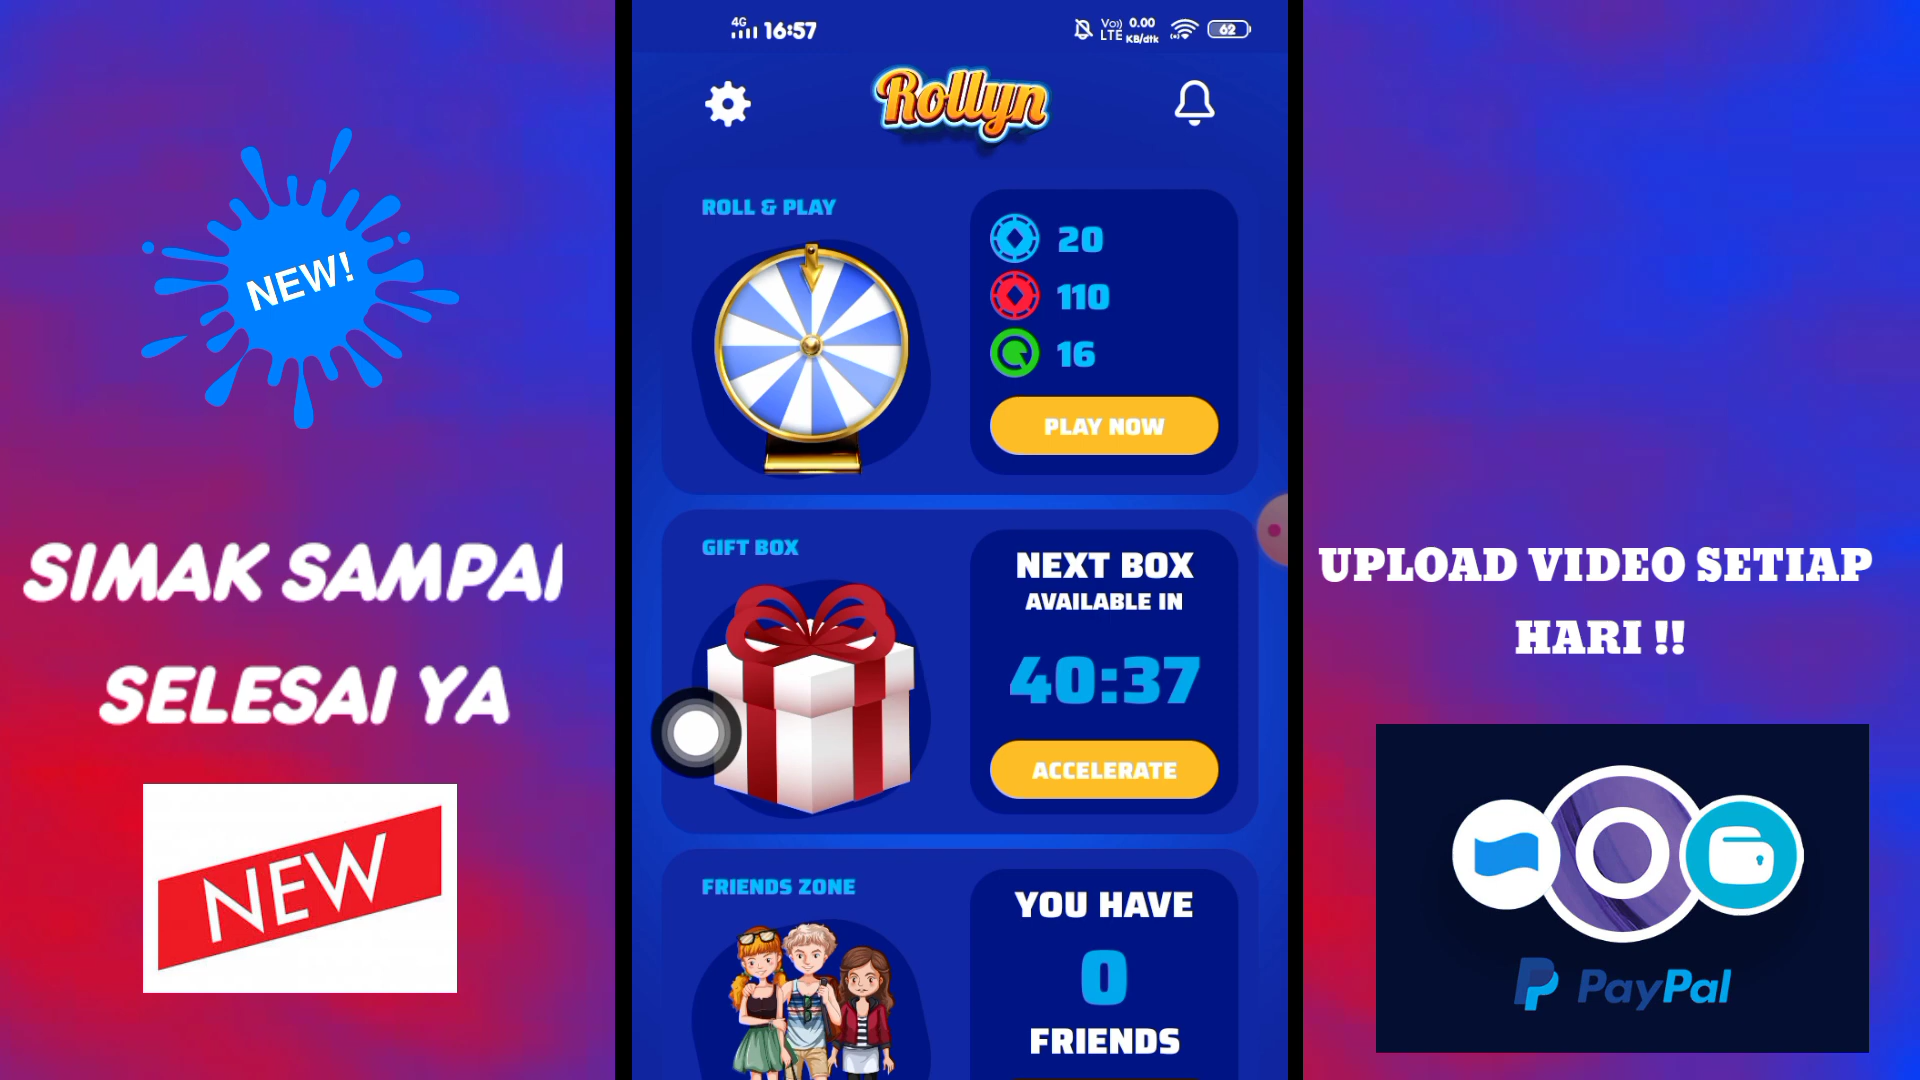 NEW!
SIMAK SAMPAI
SELESAI YA
NEW
4G 16:57
Vo)) LTE 0.00 KB/dtk 62
Rollyn
ROLL & PLAY
20
110
16
PLAY NOW
GIFT BOX
NEXT BOX
AVAILABLE IN
40:37
ACCELERATE
FRIENDS ZONE
YOU HAVE
0
FRIENDS
UPLOAD VIDEO SETIAP
HARI !!
PayPal